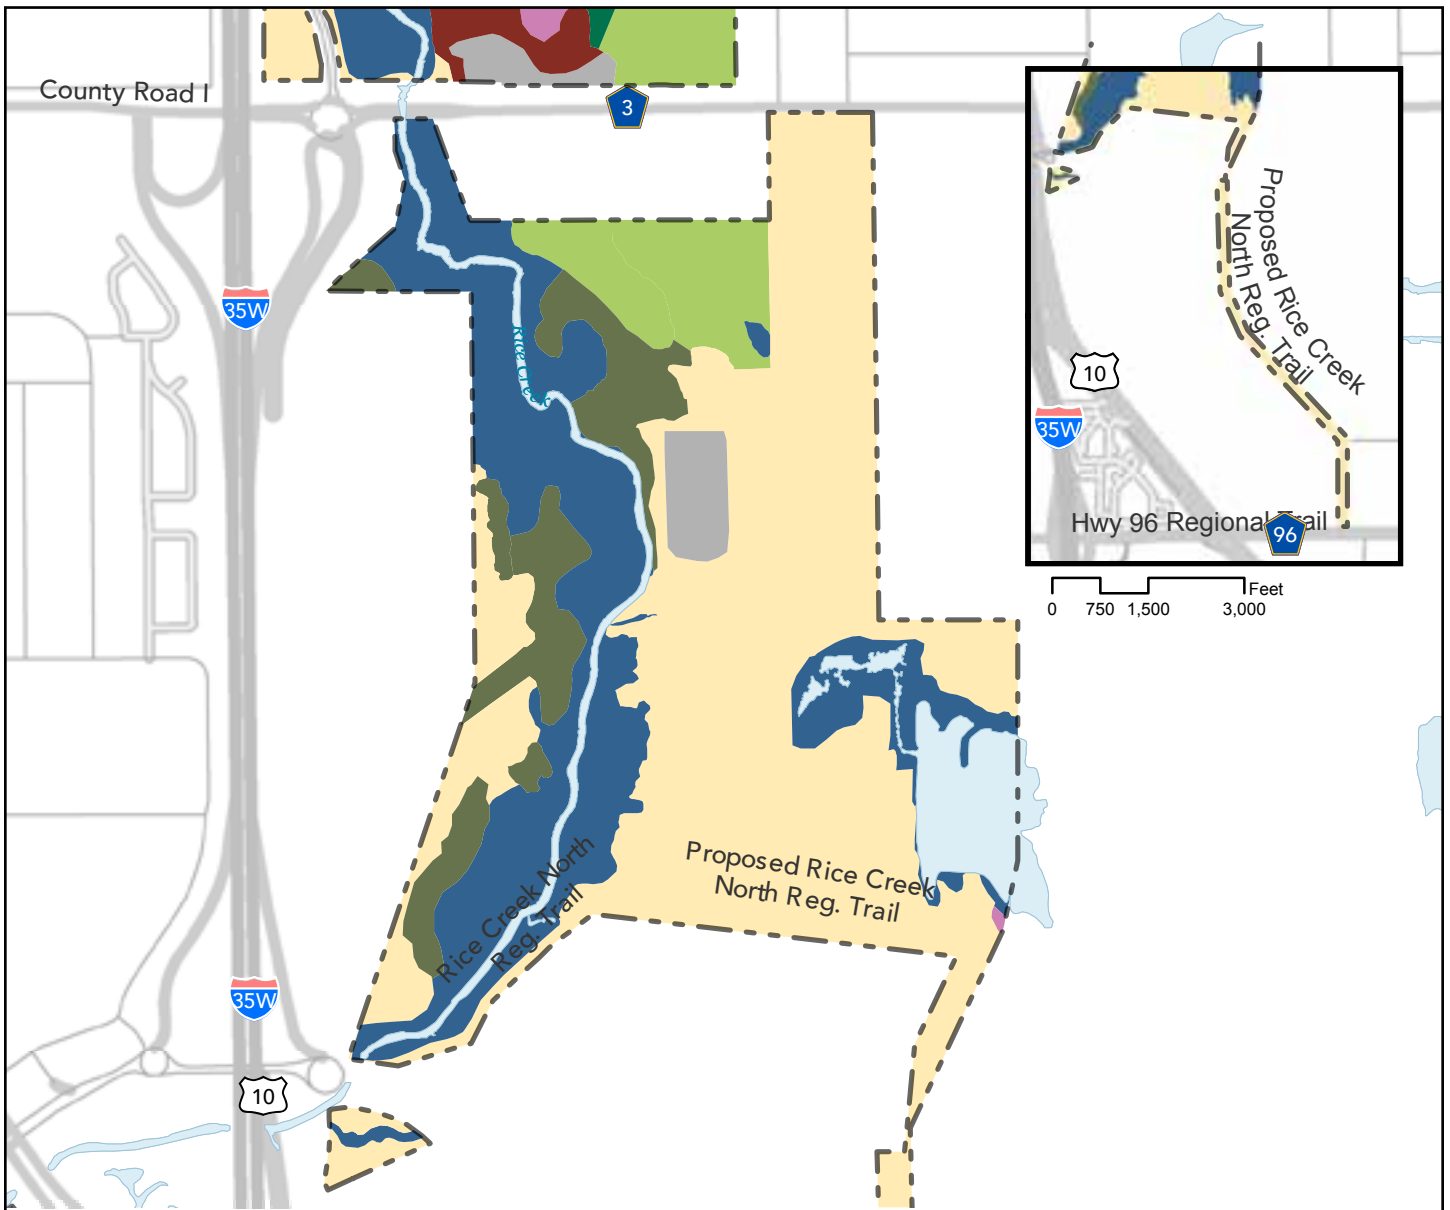 County Road I
3
35W
Rice Creek
Proposed Rice Creek
North Reg. Trail
10
35W
Hwy 96 Regional Trail
96
Feet
0 750 1,500 3,000
Proposed Rice Creek
North Reg. Trail
Rice Creek North
Reg. Trail
35W
10